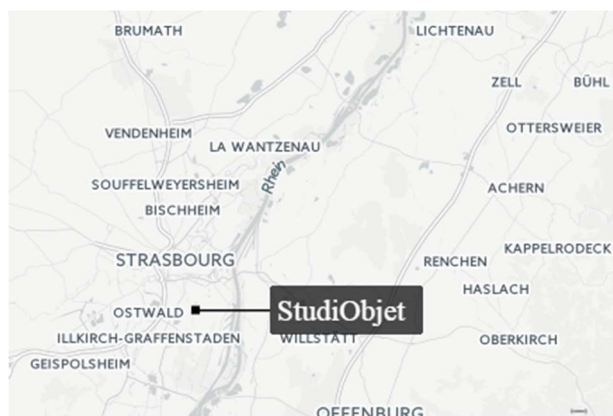 BRUMATH
LICHTENAU
ZELL
BÜHL
OTTERSWEIER
VENDENHEIM
LA WANTZENAU
Rhein
SOUFFELWEYERSHEIM
ACHERN
BISCHHEIM
KAPPELRODECK
STRASBOURG
RENCHEN
HASLACH
OSTWALD
StudiObjet
ILLKIRCH-GRAFFENSTADEN
WILLSTÄTT
OBERKIRCH
GEISPOLSHEIM
OFFENBURG